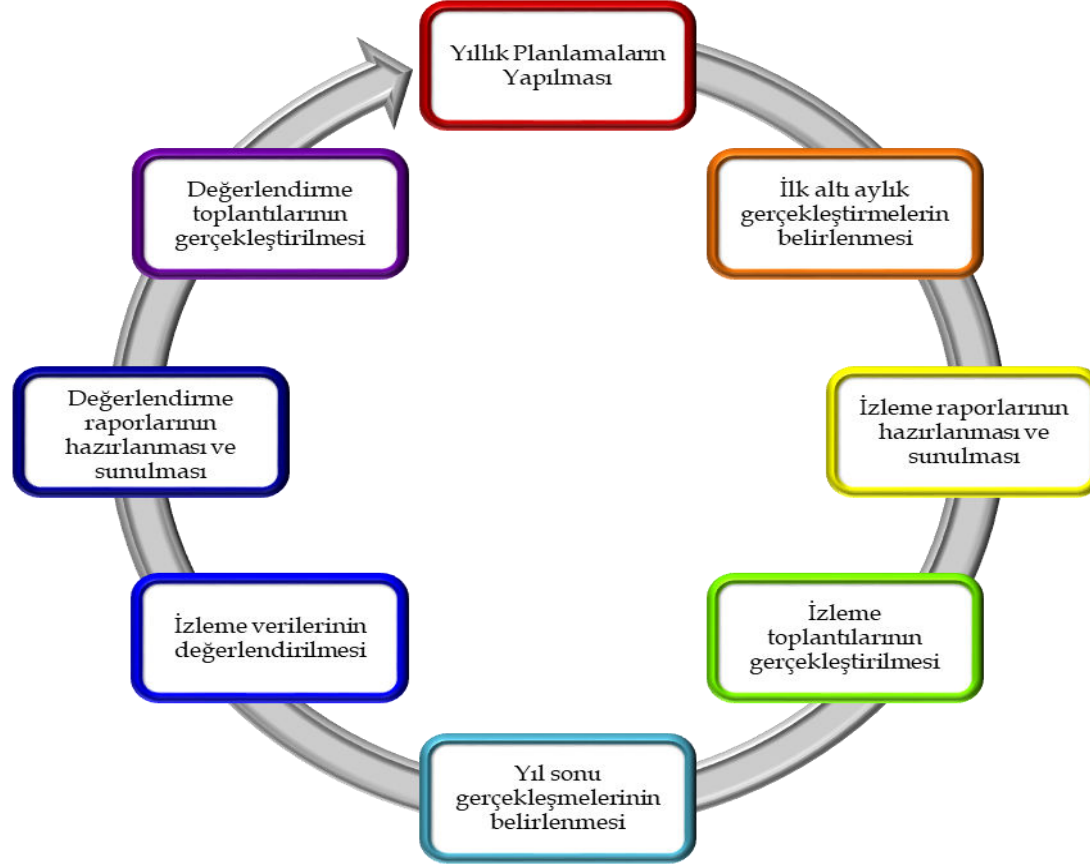 Yıllık Planlamaların
Yapılması
İlk altı aylık
gerçekleştirmelerin
belirlenmesi
İzleme raporlarının
hazırlanması ve
sunulması
İzleme
toplantılarının
gerçekleştirilmesi
Yıl sonu
gerçekleşmelerinin
belirlenmesi
İzleme verilerinin
değerlendirilmesi
Değerlendirme
raporlarının
hazırlanması ve
sunulması
Değerlendirme
toplantılarının
gerçekleştirilmesi